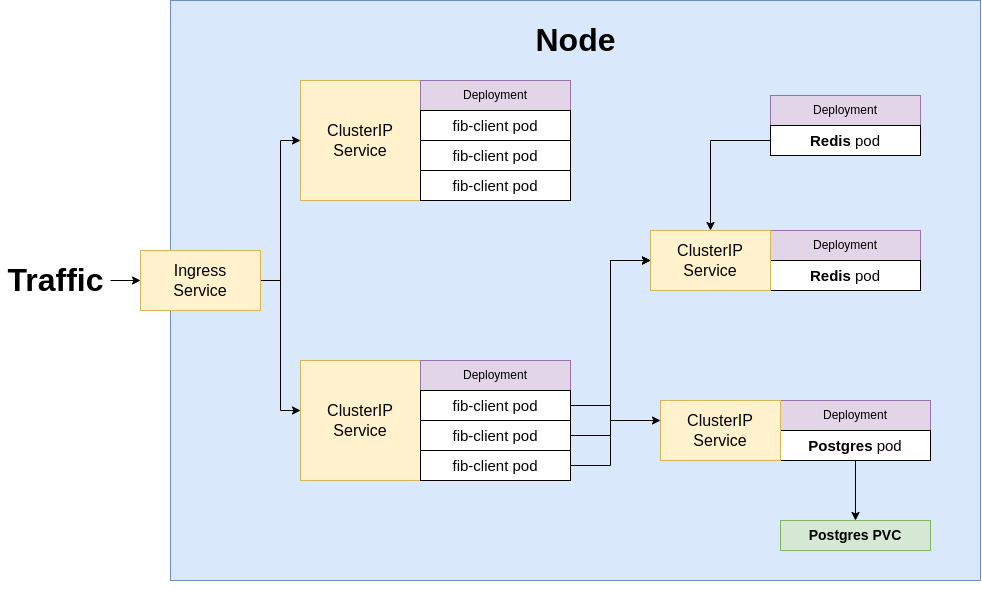 Node
Traffic
Ingress
Service
ClusterIP
Service
Deployment
fib-client pod
fib-client pod
fib-client pod
ClusterIP
Service
Deployment
fib-client pod
fib-client pod
fib-client pod
Deployment
Redis pod
ClusterIP
Service
Deployment
Redis pod
ClusterIP
Service
Deployment
Postgres pod
Postgres PVC